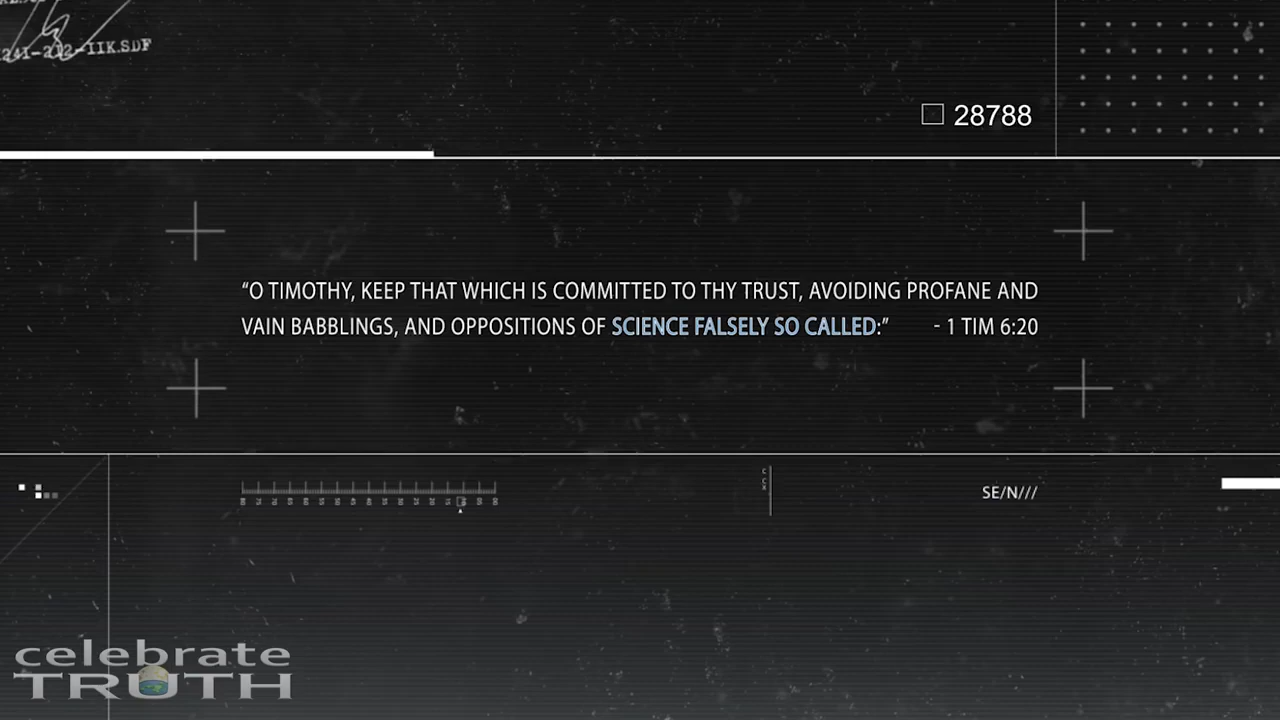 241-212-IIK.SDF
28788
“O TIMOTHY, KEEP THAT WHICH IS COMMITTED TO THY TRUST, AVOIDING PROFANE AND
VAIN BABBLINGS, AND OPPOSITIONS OF SCIENCE FALSELY SO CALLED:” - 1 TIM 6:20
SE/N///
celebrate
TRUTH